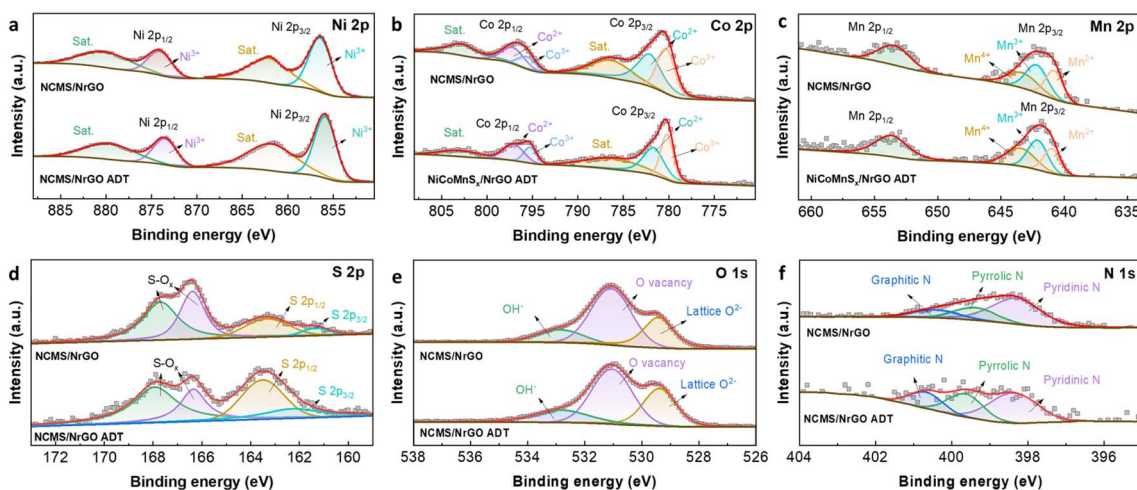 a
Ni 2p
Sat.
Ni 2p1/2
Ni3+
Sat.
Ni 2p3/2
Ni3+
NCMS/NrGO
Sat.
Ni 2p1/2
Ni3+
Sat.
Ni 2p3/2
Ni3+
NCMS/NrGO ADT
Intensity (a.u.)
885 880 875 870 865 860 855
Binding energy (eV)
b
Co 2p
Sat.
Co 2p1/2
Co2+
Co3+
Sat.
Co 2p3/2
Co2+
Co3+
NCMS/NrGO
Sat.
Co 2p1/2
Co2+
Co3+
Sat.
Co 2p3/2
Co2+
Co3+
NiCoMnSx/NrGO ADT
Intensity (a.u.)
805 800 795 790 785 780 775
Binding energy (eV)
c
Mn 2p
Mn 2p1/2
Mn 2p3/2
Mn3+
Mn4+
Mn2+
NCMS/NrGO
Mn 2p1/2
Mn 2p3/2
Mn3+
Mn4+
Mn2+
NiCoMnSx/NrGO ADT
Intensity (a.u.)
660 655 650 645 640 635
Binding energy (eV)
d
S 2p
S-Ox
S 2p1/2
S 2p3/2
NCMS/NrGO
S-Ox
S 2p1/2
S 2p3/2
NCMS/NrGO ADT
Intensity (a.u.)
172 170 168 166 164 162 160
Binding energy (eV)
e
O 1s
O vacancy
OH-
Lattice O2-
NCMS/NrGO
O vacancy
OH-
Lattice O2-
NCMS/NrGO ADT
Intensity (a.u.)
538 536 534 532 530 528 526
Binding energy (eV)
f
N 1s
Graphitic N
Pyrrolic N
Pyridinic N
NCMS/NrGO
Graphitic N
Pyrrolic N
Pyridinic N
NCMS/NrGO ADT
Intensity (a.u.)
404 402 400 398 396
Binding energy (eV)